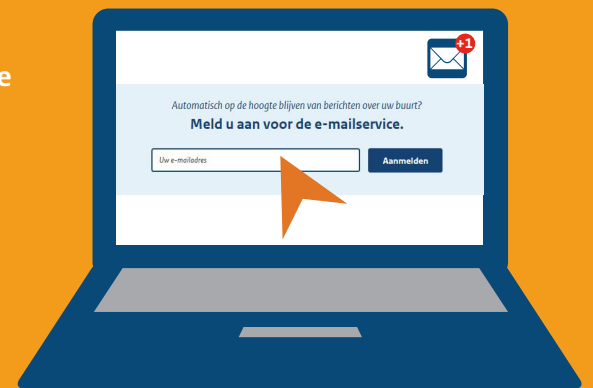 e
+1
Automatisch op de hoogte blijven van berichten over uw buurt?
Meld u aan voor de e-mailservice.
Uw e-mailadres
Aanmelden